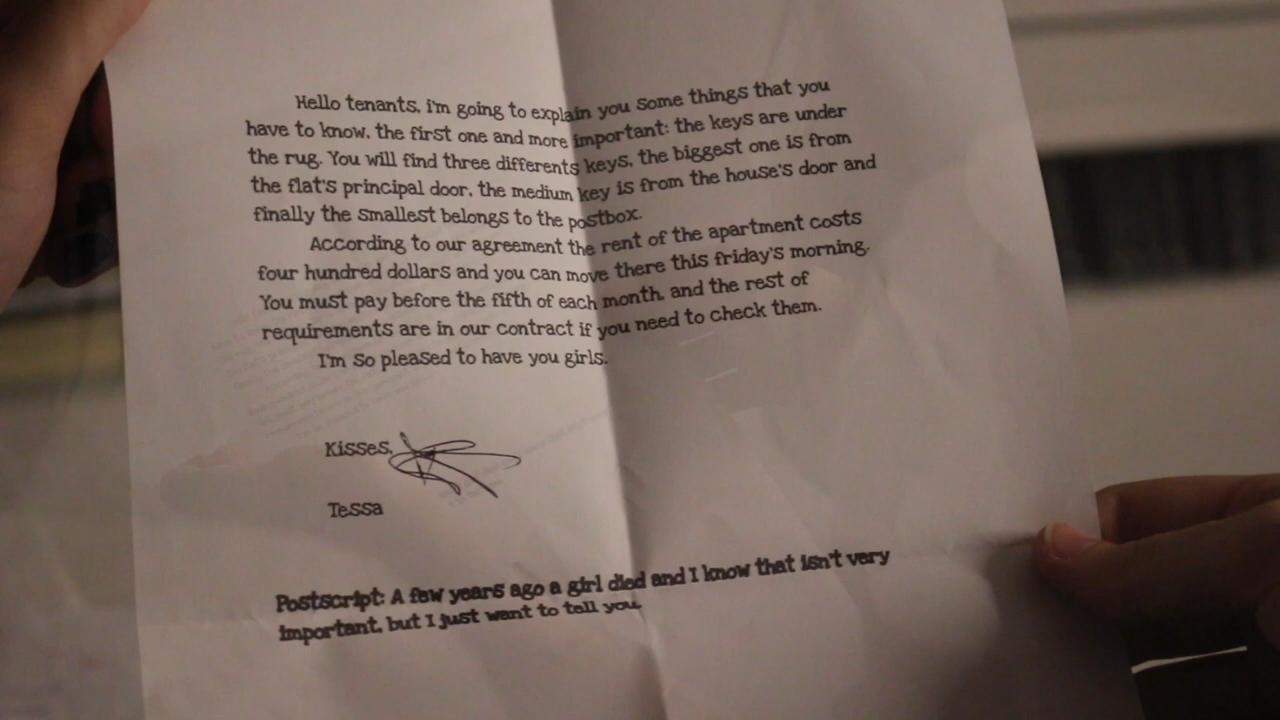 Hello tenants, i'm going to explain you some things that you
have to know, the first one and more important: the keys are under
the rug. You will find three differents keys, the biggest one is from
the flat's principal door, the medium key is from the house's door and
finally the smallest belongs to the postbox.
According to our agreement the rent of the apartment costs
four hundred dollars and you can move there this friday's morning.
You must pay before the fifth of each month, and the rest of
requirements are in our contract if you need to check them.
I'm so pleased to have you girls.
Kisses,
Tessa
Postscript: A few years ago a girl died and I know that isn't very
important, but I just want to tell you.